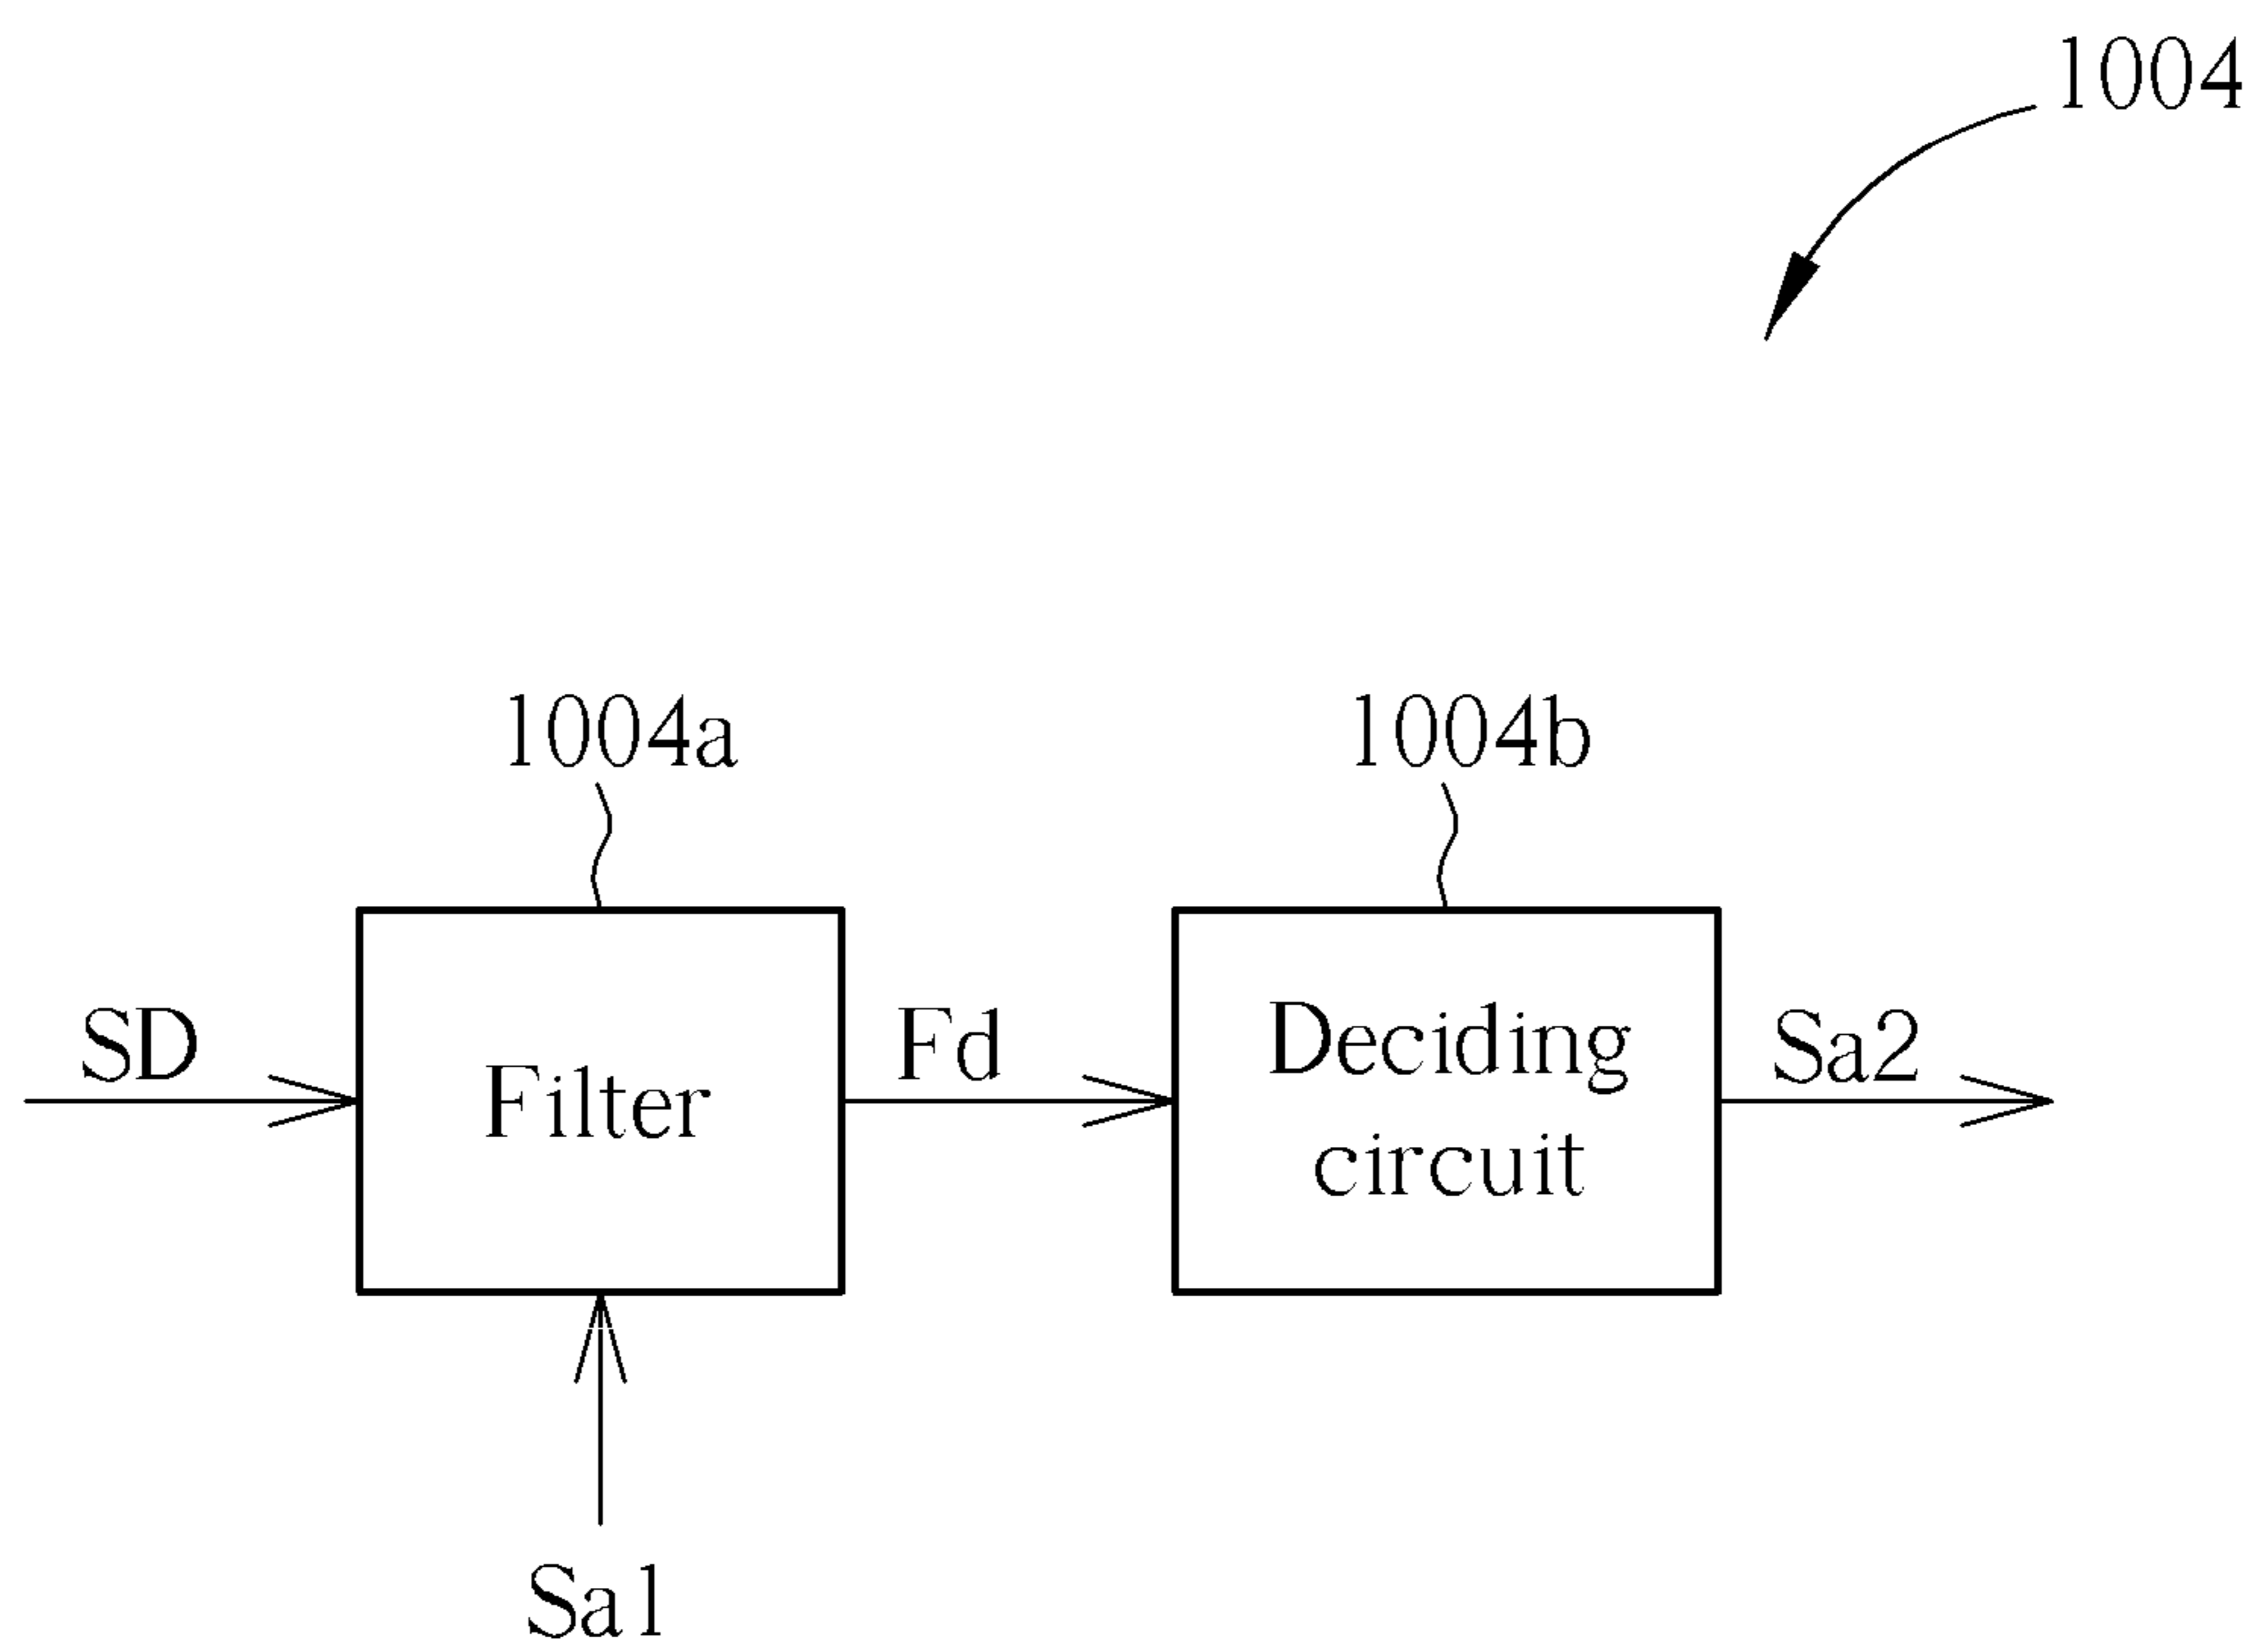 1004
1004a
1004b
SD
Filter
Fd
Deciding
circuit
Sa2
Sa1